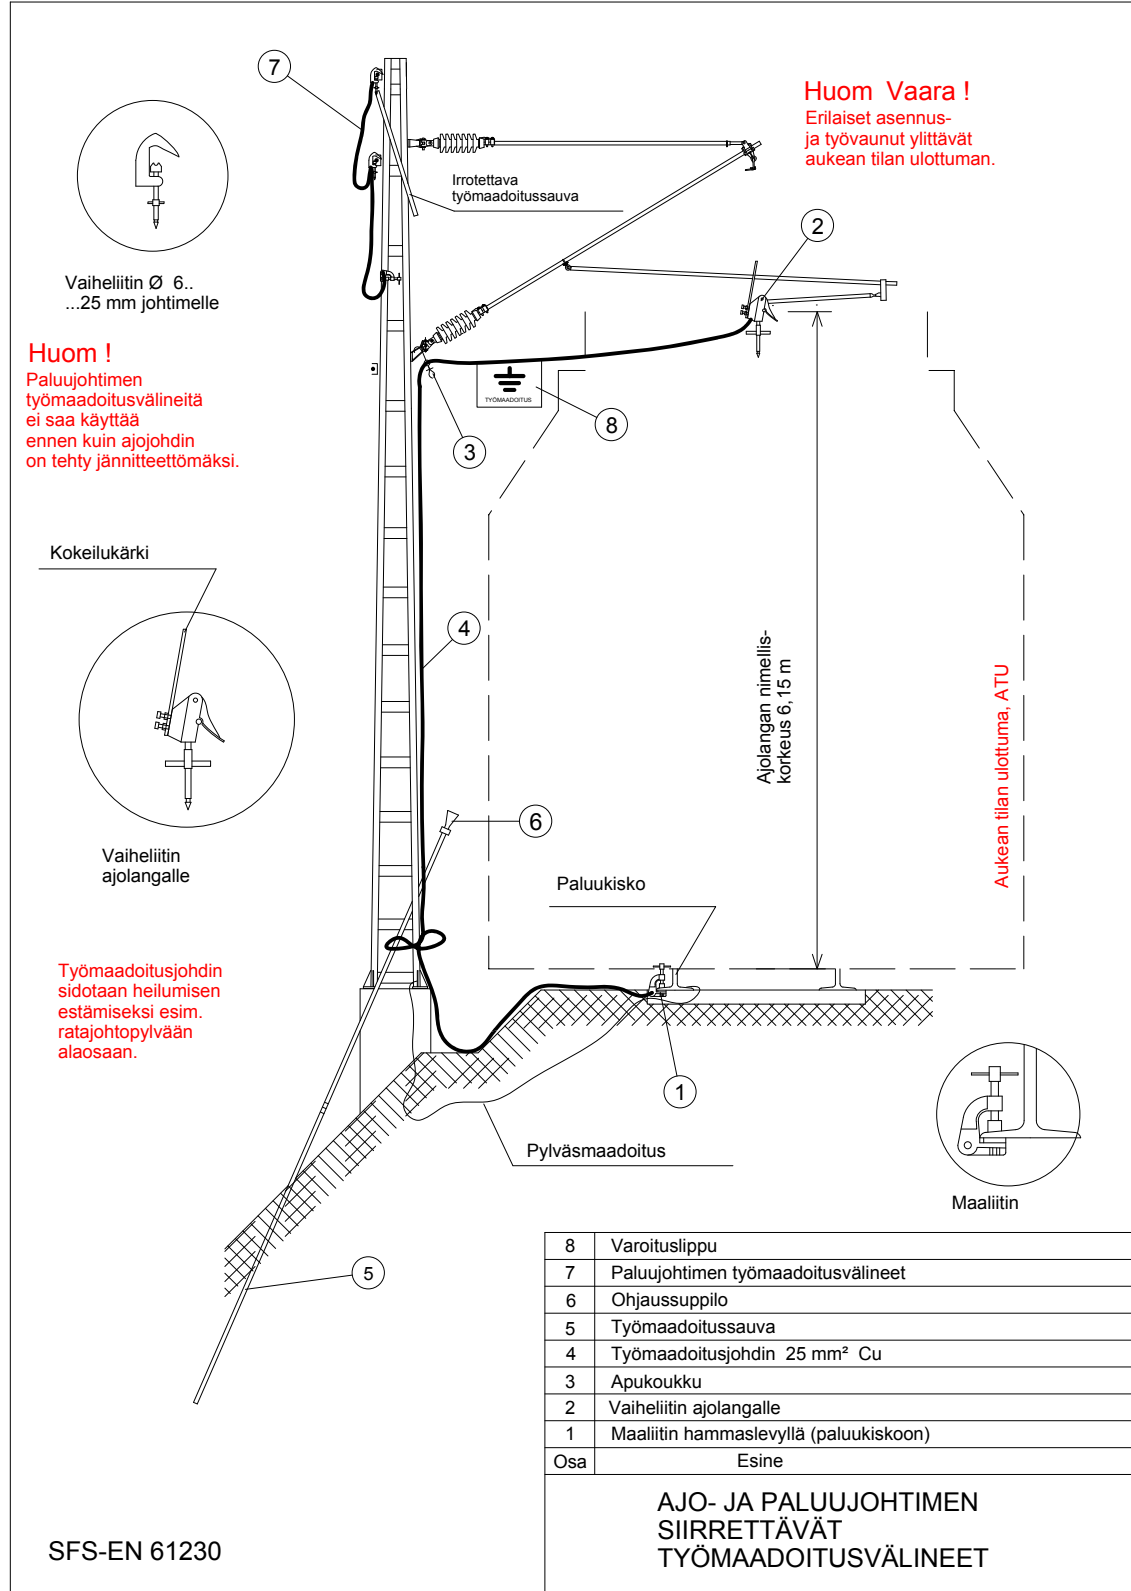 7
Huom  Vaara !
Erilaiset asennus-
ja työvaunut ylittävät
aukean tilan ulottuman.
Irrotettava
työmaadoitussauva
2
Vaiheliitin Ø  6..
...25 mm johtimelle
Huom !
Paluujohtimen
työmaadoitusvälineitä
ei saa käyttää
ennen kuin ajojohdin
on tehty jännitteettömäksi.
TYÖMAADOITUS
8
3
Kokeilukärki
4
Ajolangan nimellis-
korkeus 6,15 m
Aukean tilan ulottuma, ATU
6
Vaiheliitin
ajolangalle
Paluukisko
Työmaadoitusjohdin
sidotaan heilumisen
estämiseksi esim.
ratajohtopylvään
alaosaan.
1
Pylväsmaadoitus
Maaliitin
5
8 Varoituslippu
7 Paluujohtimen työmaadoitusvälineet
6 Ohjaussuppilo
5 Työmaadoitussauva
4 Työmaadoitusjohdin  25 mm²  Cu
3 Apukoukku
2 Vaiheliitin ajolangalle
1 Maaliitin hammaslevyllä (paluukiskoon)
Osa Esine
AJO- JA PALUUJOHTIMEN
SIIRRETTÄVÄT
TYÖMAADOITUSVÄLINEET
SFS-EN 61230